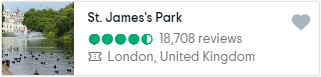 St. James's Park
18,708 reviews
London, United Kingdom